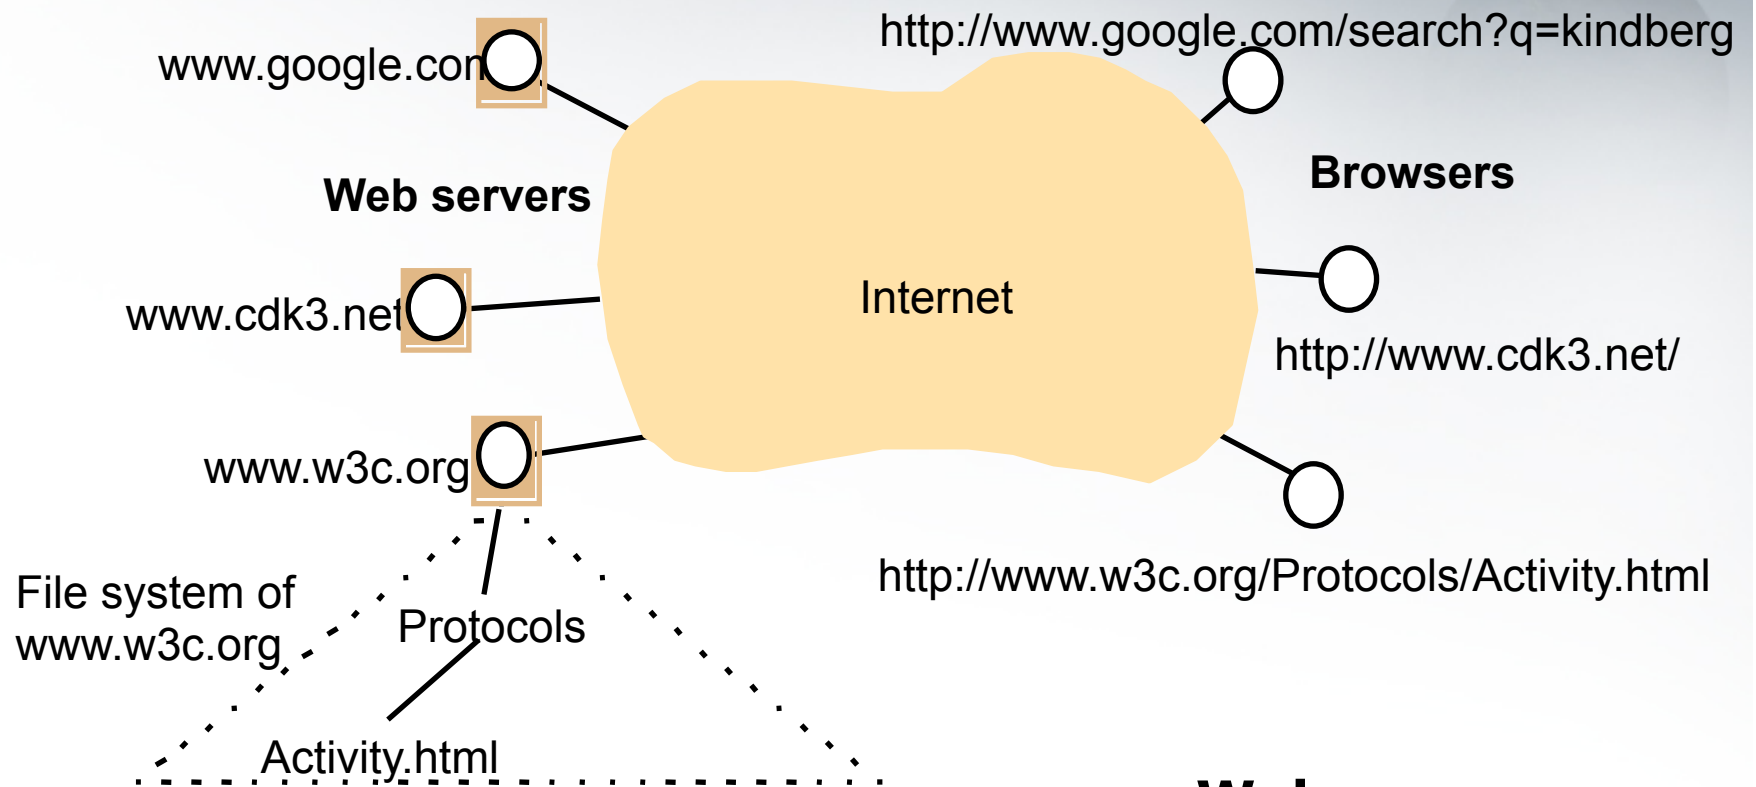 http://www.google.com/search?q=kindberg
www.google.com
Browsers
Web servers
Internet
www.cdk3.net
http://www.cdk3.net/
www.w3c.org
http://www.w3c.org/Protocols/Activity.html
File system of
www.w3c.org
Protocols
Activity.html